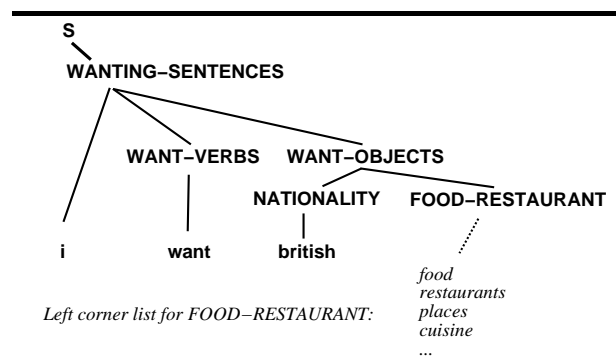 S
WANTING–SENTENCES
WANT–VERBS WANT–OBJECTS
NATIONALITY FOOD–RESTAURANT
i want british
food
restaurants
Left corner list for FOOD–RESTAURANT: places
cuisine
...